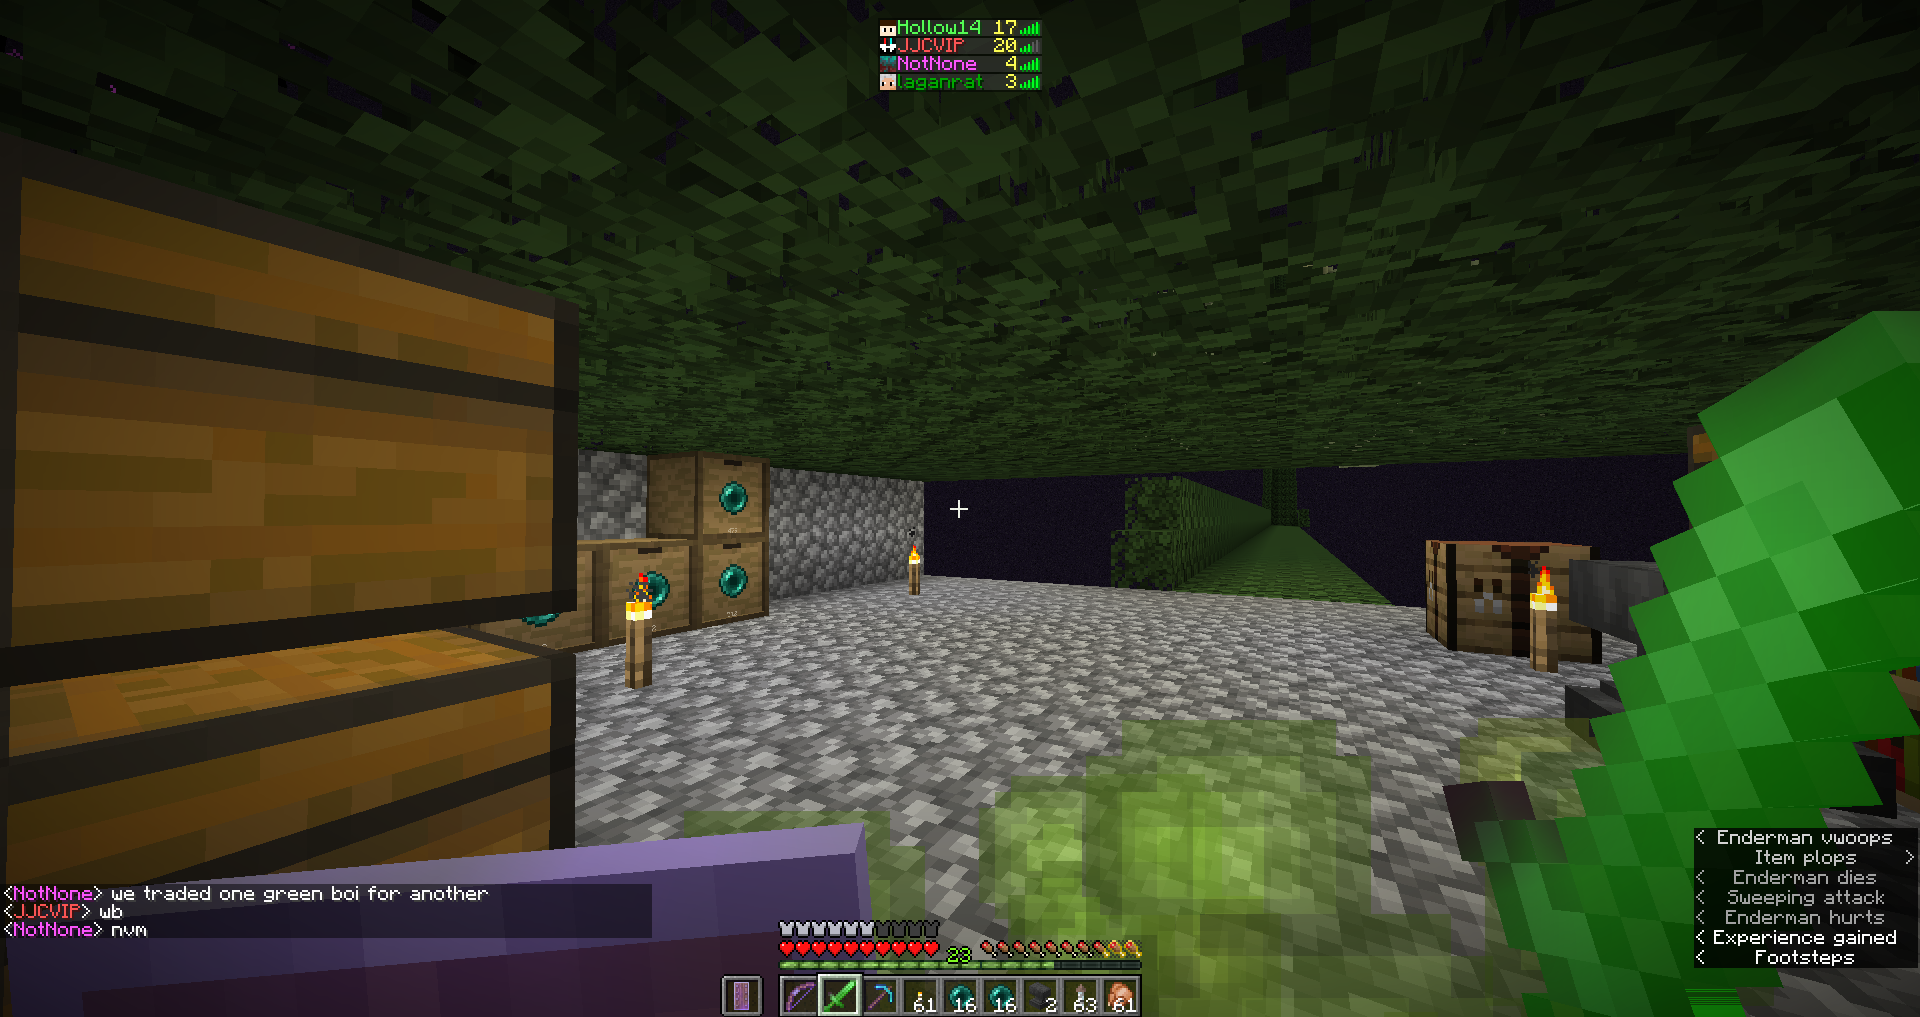 Hollow14 17
JJCVIP 20
NotNone 4
laganrat 3
<NotNone> we traded one green boi for another
<JJCVIP> wb
<NotNone> nvm
< Enderman vwoops
Item plops >
< Enderman dies
< Sweeping attack
< Enderman hurts
< Experience gained
< Footsteps
23
61 16 16 2 63 61